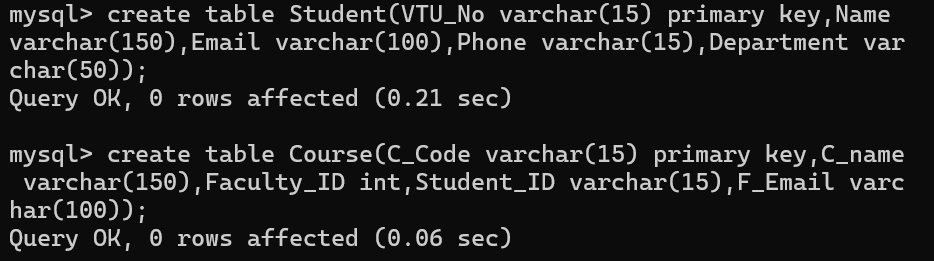 mysql> create table Student(VTU_No varchar(15) primary key,Name
varchar(150),Email varchar(100),Phone varchar(15),Department var
char(50));
Query OK, 0 rows affected (0.21 sec)

mysql> create table Course(C_Code varchar(15) primary key,C_name
 varchar(150),Faculty_ID int,Student_ID varchar(15),F_Email varc
har(100));
Query OK, 0 rows affected (0.06 sec)